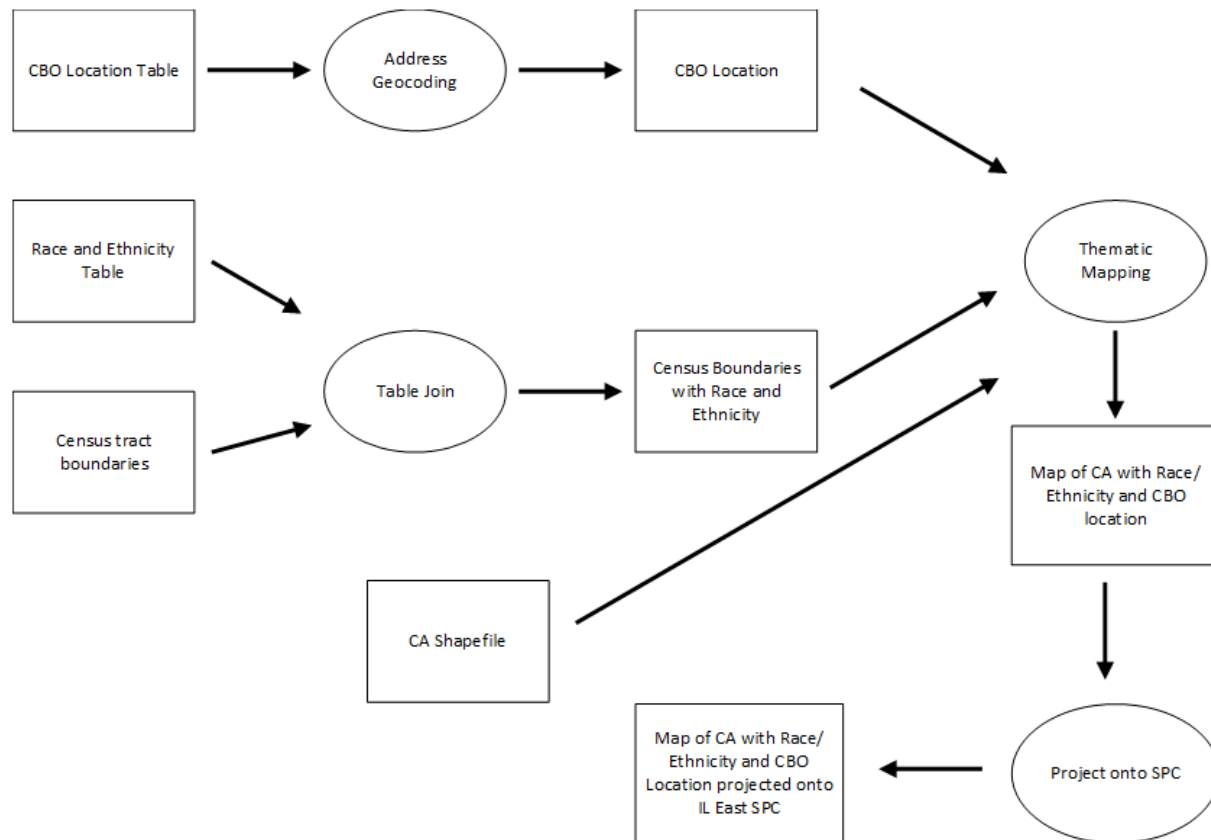 CBO Location Table
Address
Geocoding
CBO Location
Race and Ethnicity
Table
Thematic
Mapping
Table Join
Census Boundaries
with Race and
Ethnicity
Census tract
boundaries
Map of CA with Race/
Ethnicity and CBO
location
CA Shapefile
Map of CA with Race/
Ethnicity and CBO
Location projected onto
IL East SPC
Project onto SPC